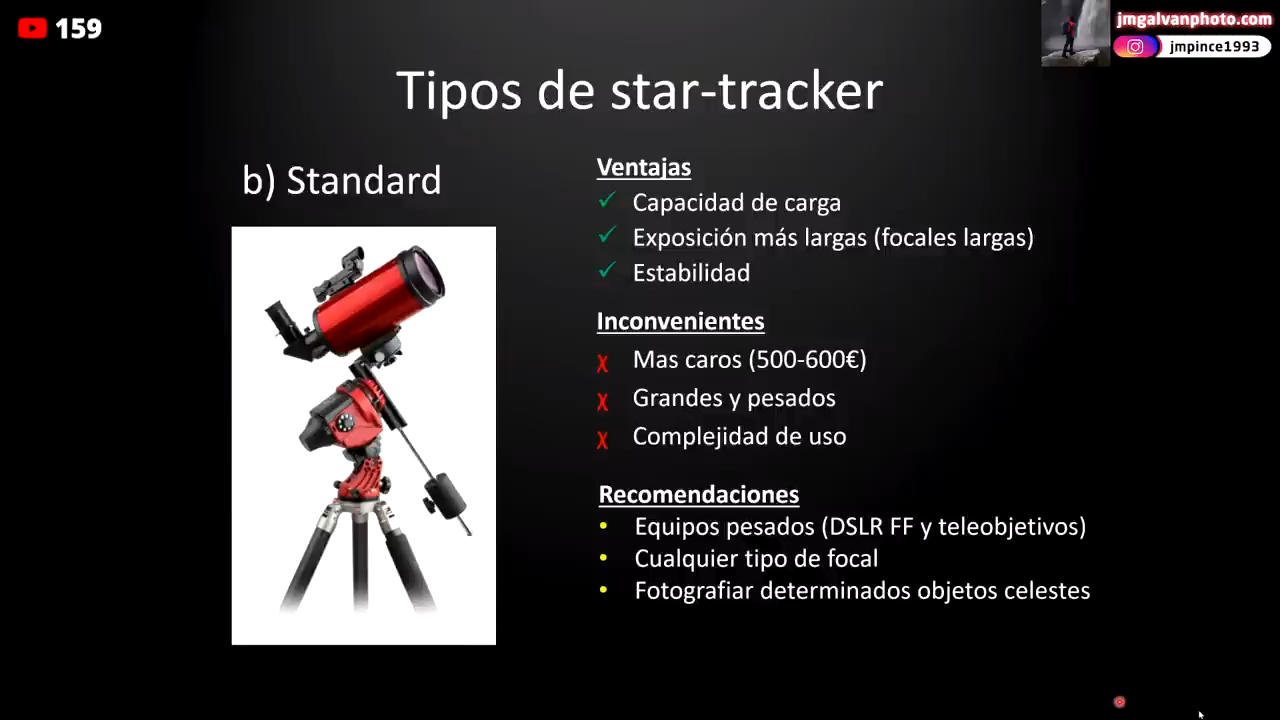 159
jmgalvanphoto.com
jmpince1993
Tipos de star-tracker
b) Standard
Ventajas
✓ Capacidad de carga
✓ Exposición más largas (focales largas)
✓ Estabilidad
Inconvenientes
χ Mas caros (500-600€)
χ Grandes y pesados
χ Complejidad de uso
Recomendaciones
• Equipos pesados (DSLR FF y teleobjetivos)
• Cualquier tipo de focal
• Fotografiar determinados objetos celestes